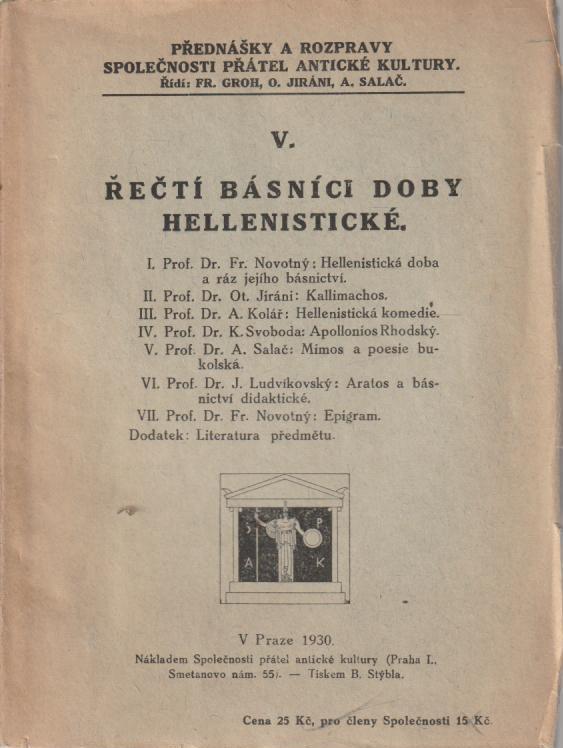 PŘEDNÁŠKY A ROZPRAVY
SPOLEČNOSTI PŘÁTEL ANTICKÉ KULTURY.
Řídí: FR. GROH, O. JIRÁNI, A. SALAČ.
V.
ŘEČTÍ BÁSNÍCI DOBY
HELLENISTICKÉ.
I. Prof. Dr. Fr. Novotný: Hellenistická doba
a ráz jejího básnictví.
II. Prof. Dr. Ot. Jiráni: Kallimachos.
III. Prof. Dr. A. Kolář: Hellenistická komedie.
IV. Prof. Dr. K. Svoboda: Apollonios Rhodský.
V. Prof. Dr. A. Salač: Mimos a poesie bu-
kolská.
VI. Prof. Dr. J. Ludvíkovský: Aratos a bás-
nictví didaktické.
VII. Prof. Dr. Fr. Novotný: Epigram.
Dodatek: Literatura předmětu.
S P
A K
V Praze 1930.
Nákladem Společnosti přátel antické kultury (Praha I.,
Smetanovo nám. 55). — Tiskem B. Stýbla.
Cena 25 Kč, pro členy Společnosti 15 Kč.